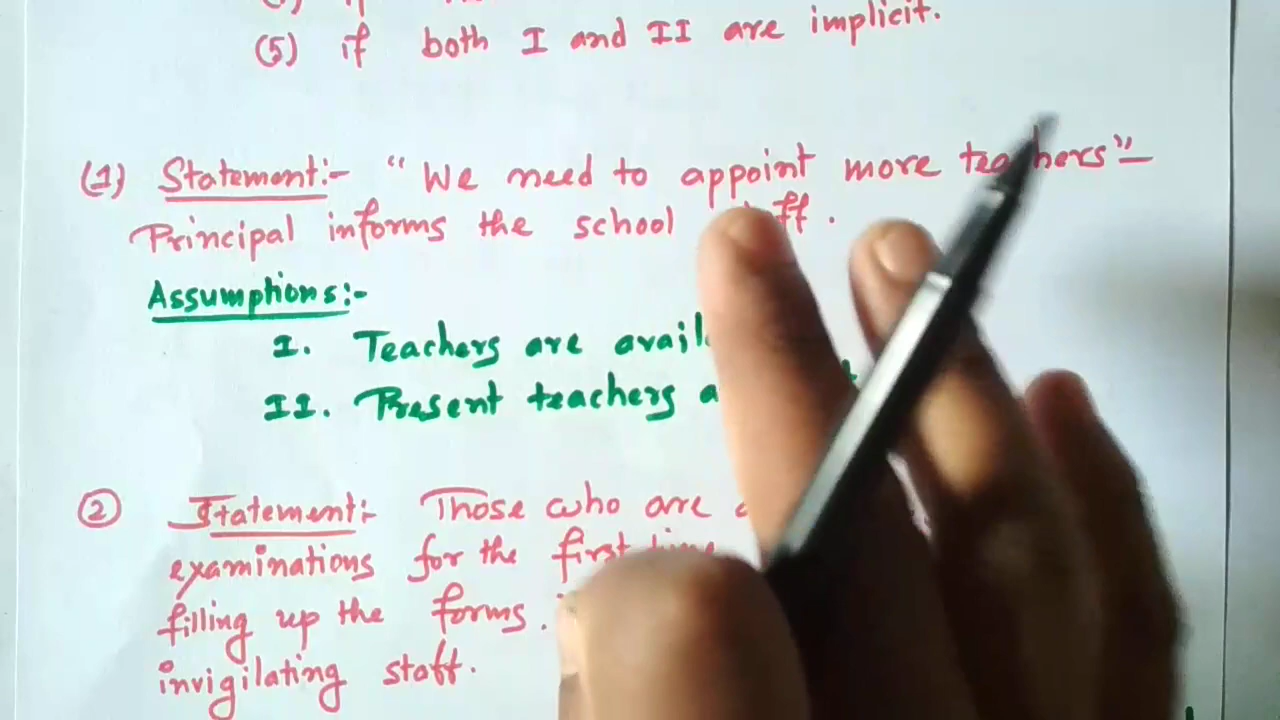 (5) if both I and II are implicit.
(1) Statement:- "We need to appoint more teachers" -
Principal informs the school staff.
Assumptions:-
I. Teachers are
II. Present teachers
② Statement:- Those who are
examinations for the first time
filling up the forms.
invigilating staff.